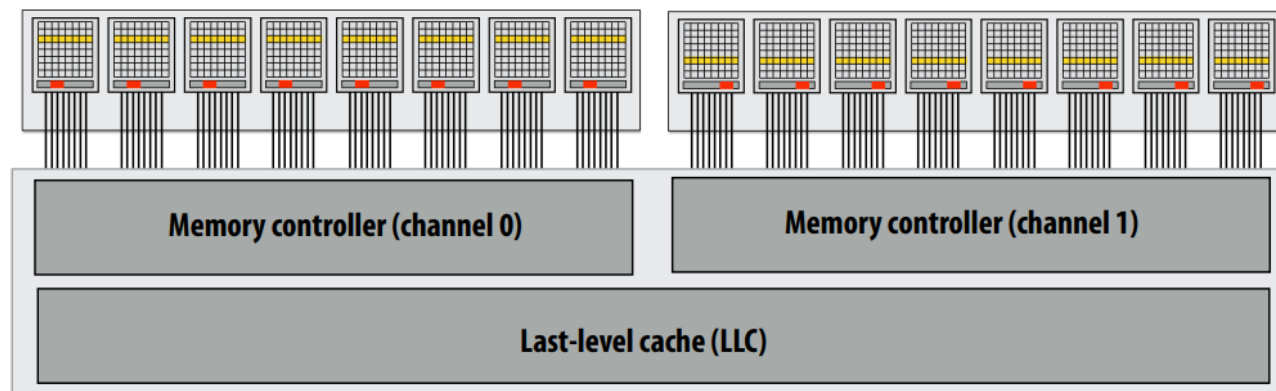 Memory controller (channel 0)
Memory controller (channel 1)
Last-level cache (LLC)